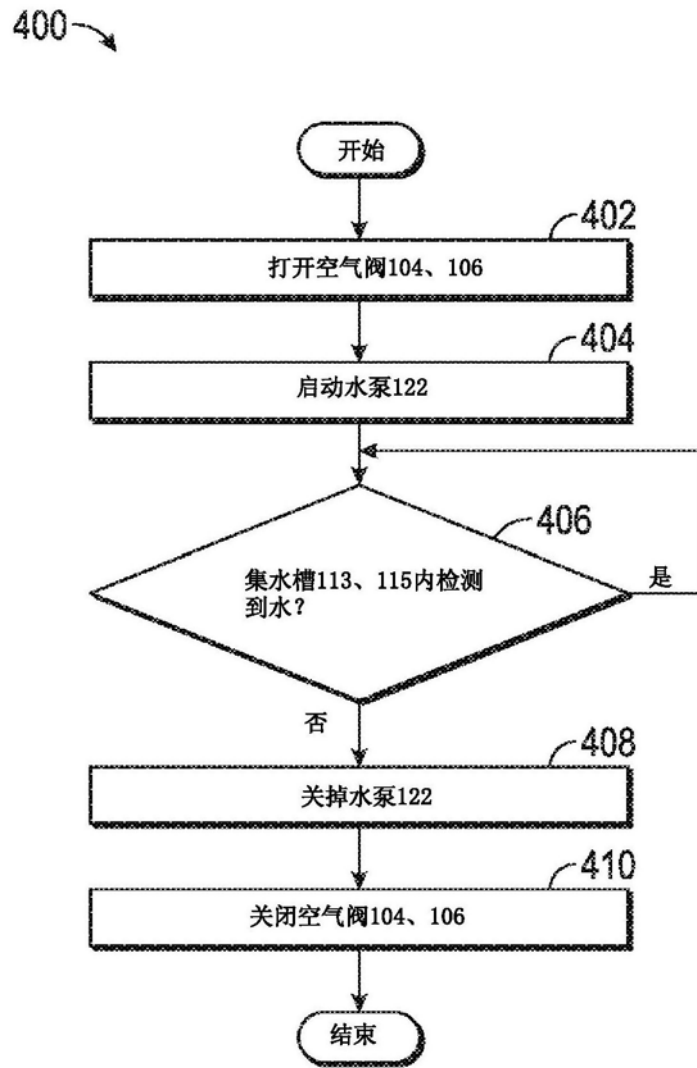 400
开始
402
打开空气阀104、106
404
启动水泵122
406
集水槽113、115内检测
到水?
是
否
408
关掉水泵122
410
关闭空气阀104、106
结束